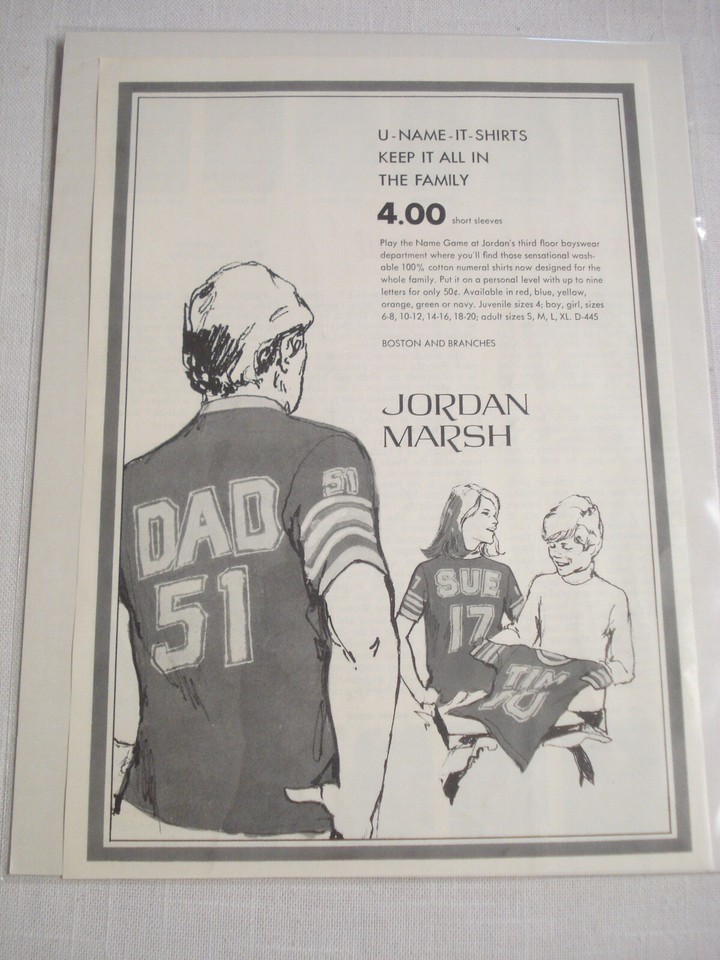 U-NAME-IT-SHIRTS
KEEP IT ALL IN
THE FAMILY
4.00 short sleeves
Play the Name Game at Jordan's third floor boyswear
department where you'll find those sensational wash-
able 100% cotton numeral shirts now designed for the
whole family. Put it on a personal level with up to nine
letters for only 50¢. Available in red, blue, yellow,
orange, green or navy. Juvenile sizes 4; boy, girl, sizes
6-8, 10-12, 14-16, 18-20; adult sizes S, M, L, XL. D-445
BOSTON AND BRANCHES
JORDAN
MARSH
DAD
51
51
SUE
17
TIM